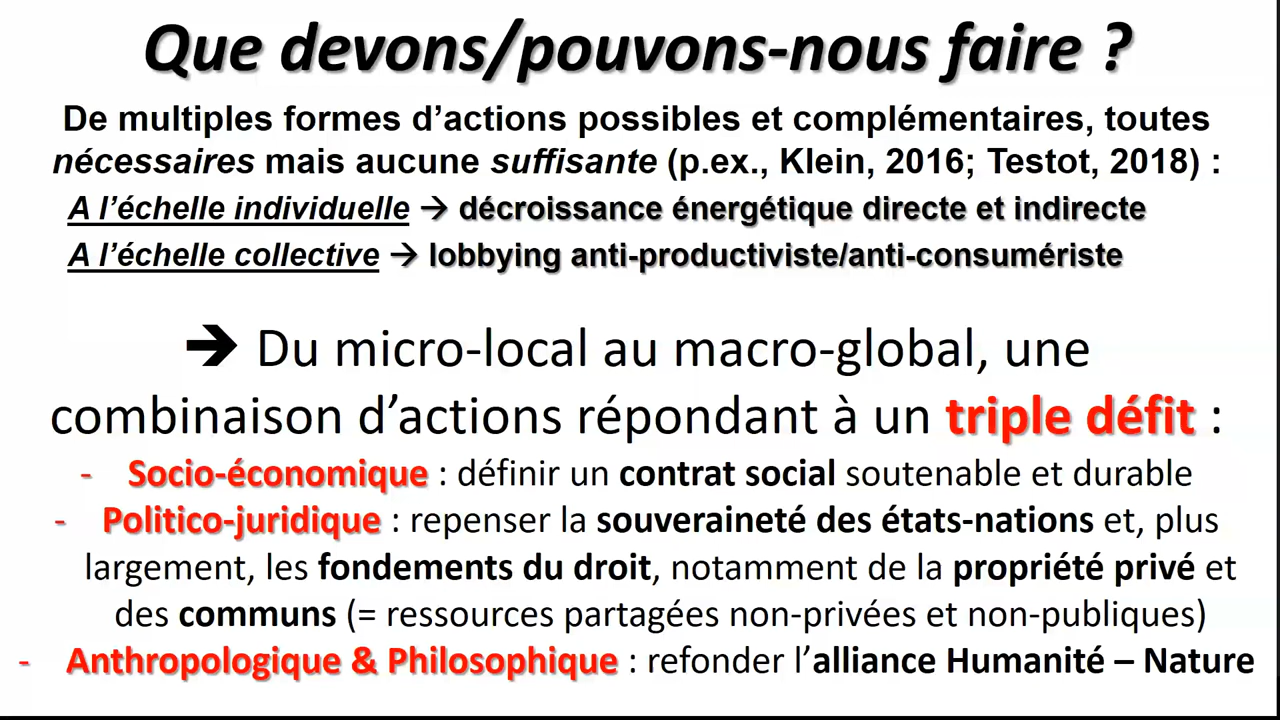 Que devons/pouvons-nous faire ?
De multiples formes d’actions possibles et complémentaires, toutes
nécessaires mais aucune suffisante (p.ex., Klein, 2016; Testot, 2018) :
A l’échelle individuelle → décroissance énergétique directe et indirecte
A l’échelle collective → lobbying anti-productiviste/anti-consumériste
➔ Du micro-local au macro-global, une
combinaison d’actions répondant à un triple défit :
- Socio-économique : définir un contrat social soutenable et durable
- Politico-juridique : repenser la souveraineté des états-nations et, plus
largement, les fondements du droit, notamment de la propriété privé et
des communs (= ressources partagées non-privées et non-publiques)
- Anthropologique & Philosophique : refonder l’alliance Humanité – Nature